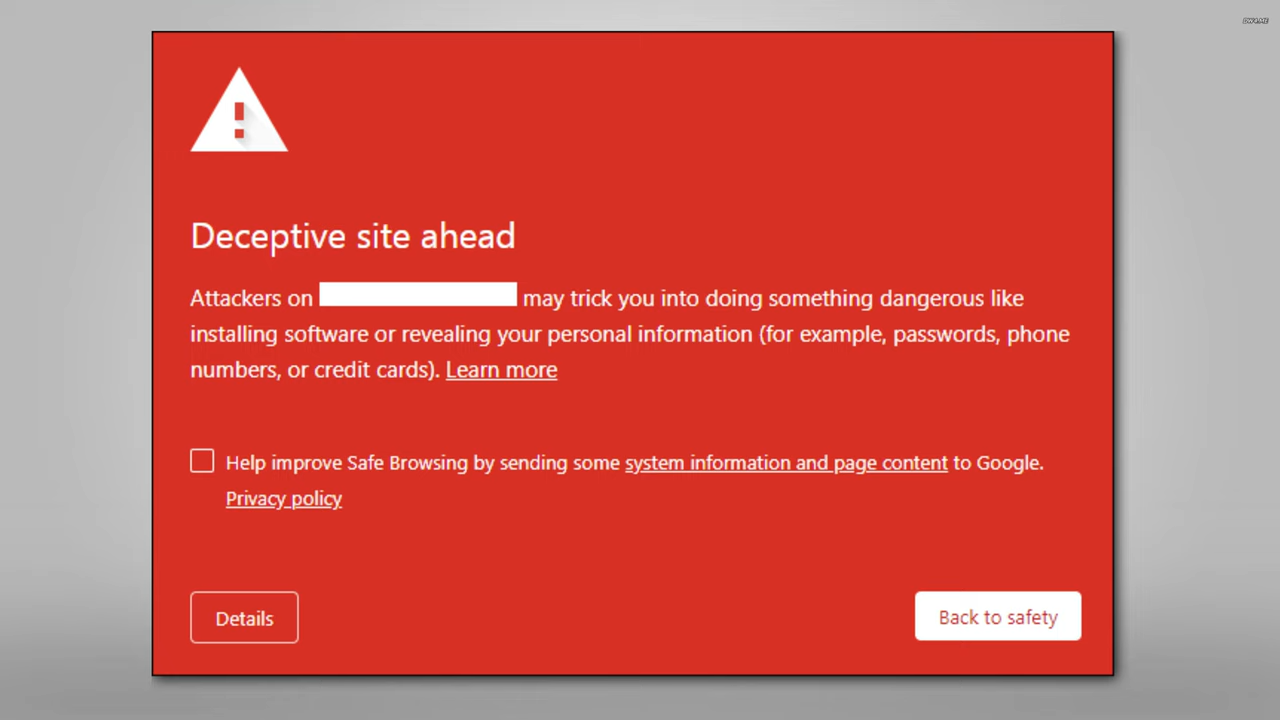 Deceptive site ahead
Attackers on may trick you into doing something dangerous like
installing software or revealing your personal information (for example, passwords, phone
numbers, or credit cards). Learn more
Help improve Safe Browsing by sending some system information and page content to Google.
Privacy policy
Details
Back to safety